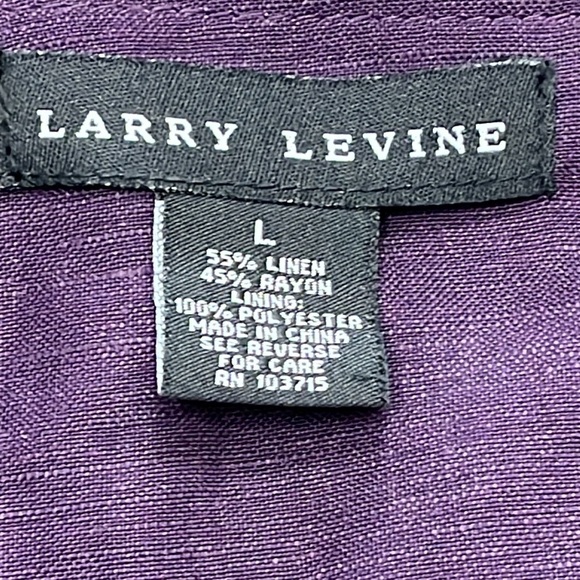 LARRY LEVINE
L
55% LINEN
45% RAYON
LINING:
100% POLYESTER
MADE IN CHINA
SEE REVERSE
FOR CARE
RN 103715